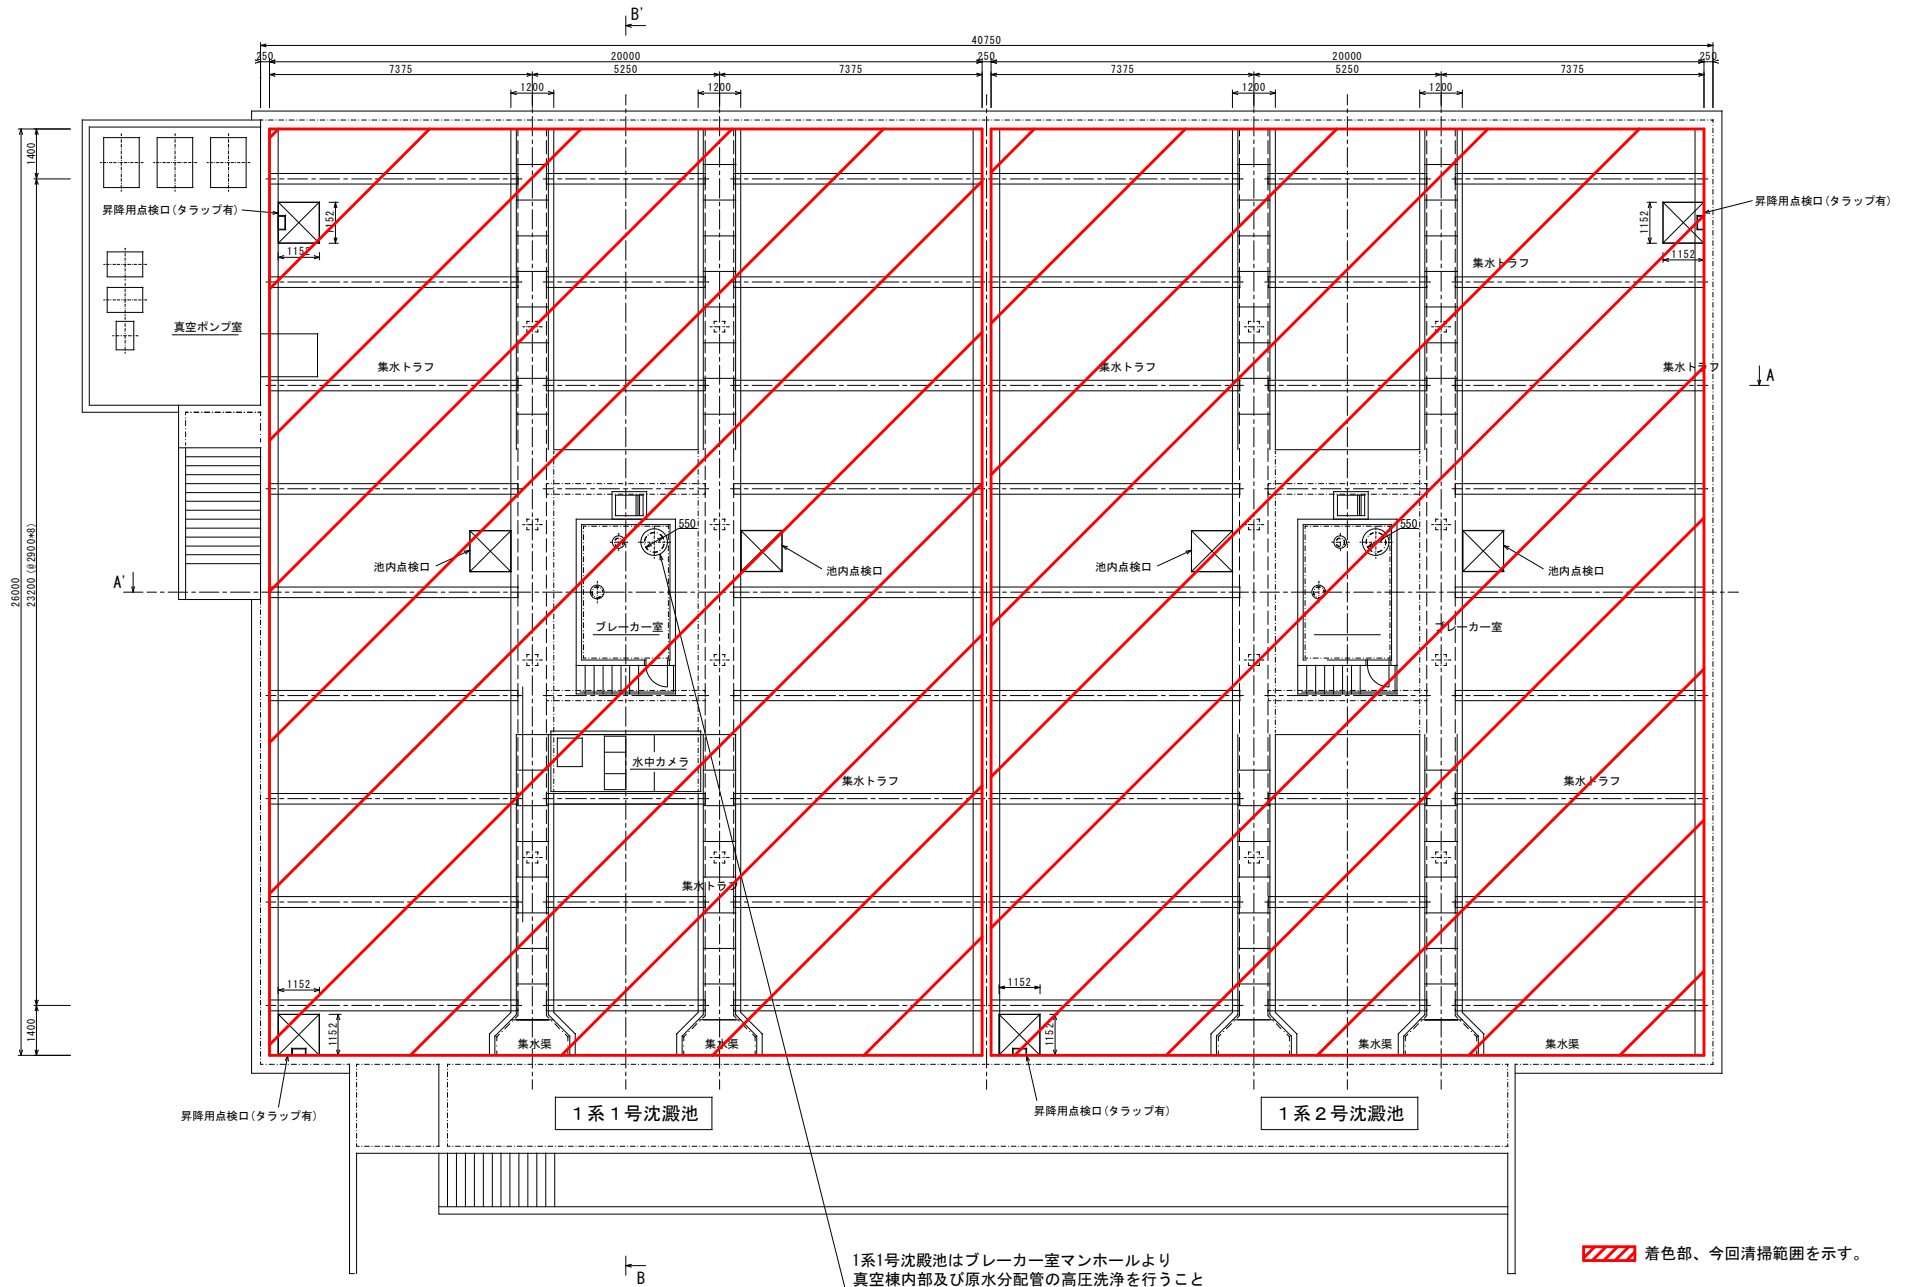 B'
40750
250
20000
250
20000
250
7375
5250
7375
7375
5250
7375
1200
1200
1200
1200
1400
23200 (@2900*8)
26000
1400
昇降用点検口(タラップ有)
1152
1152
真空ポンプ室
集水トラフ
集水トラフ
集水トラフ
集水トラフ
1152
1152
昇降用点検口(タラップ有)
A
A'
550
550
池内点検口
池内点検口
池内点検口
池内点検口
ブレーカー室
ブレーカー室
水中カメラ
集水トラフ
集水トラフ
集水トラフ
1152
1152
1152
1152
集水渠
集水渠
集水渠
集水渠
昇降用点検口(タラップ有)
昇降用点検口(タラップ有)
1系1号沈澱池
1系2号沈澱池
1系1号沈殿池はブレーカー室マンホールより
真空棟内部及び原水分配管の高圧洗浄を行うこと
B
着色部、今回清掃範囲を示す。